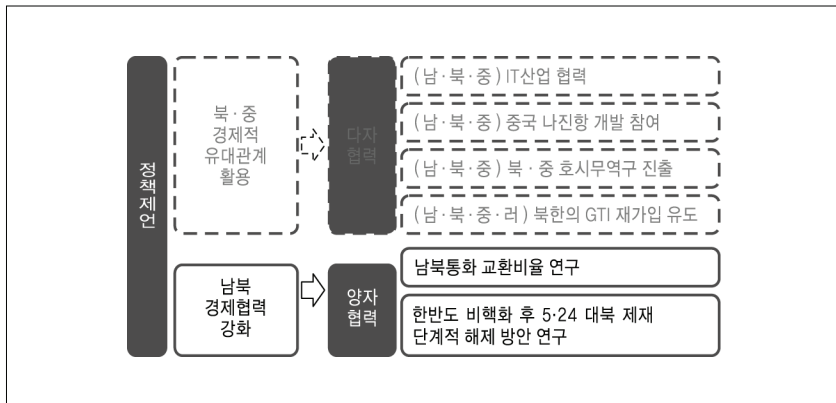 정책제언
북·중
경제적
유대관계
활용
다자
협력
(남·북·중) IT산업 협력
(남·북·중) 중국 나진항 개발 참여
(남·북·중) 북·중 호시무역구 진출
(남·북·중·러) 북한의 GTI 재가입 유도
남북
경제협력
강화
양자
협력
남북통화 교환비율 연구
한반도 비핵화 후 5·24 대북 제재
단계적 해제 방안 연구